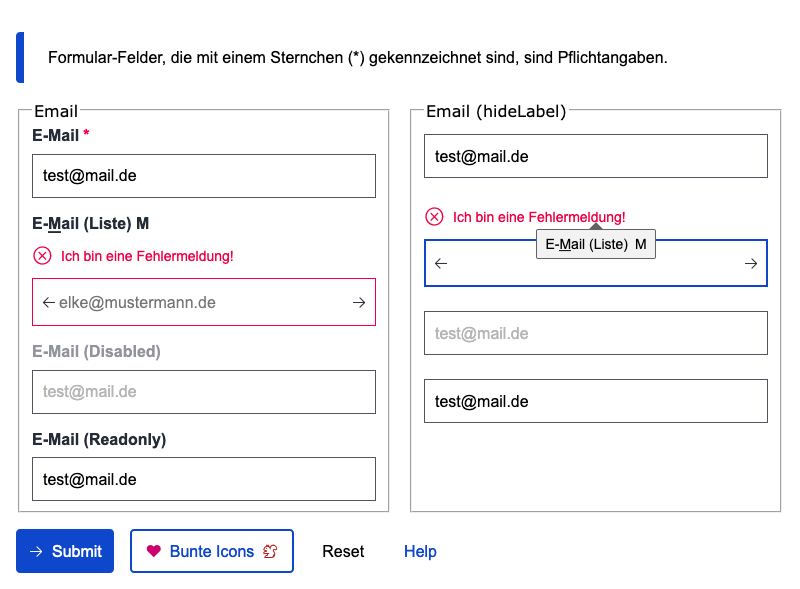 Formular-Felder, die mit einem Sternchen (*) gekennzeichnet sind, sind Pflichtangaben.
Email
E-Mail *
test@mail.de
E-Mail (Liste) M
Ich bin eine Fehlermeldung!
elke@mustermann.de
E-Mail (Disabled)
test@mail.de
E-Mail (Readonly)
test@mail.de
Email (hideLabel)
test@mail.de
Ich bin eine Fehlermeldung!
E-Mail (Liste) M
test@mail.de
test@mail.de
Submit
Bunte Icons
Reset
Help